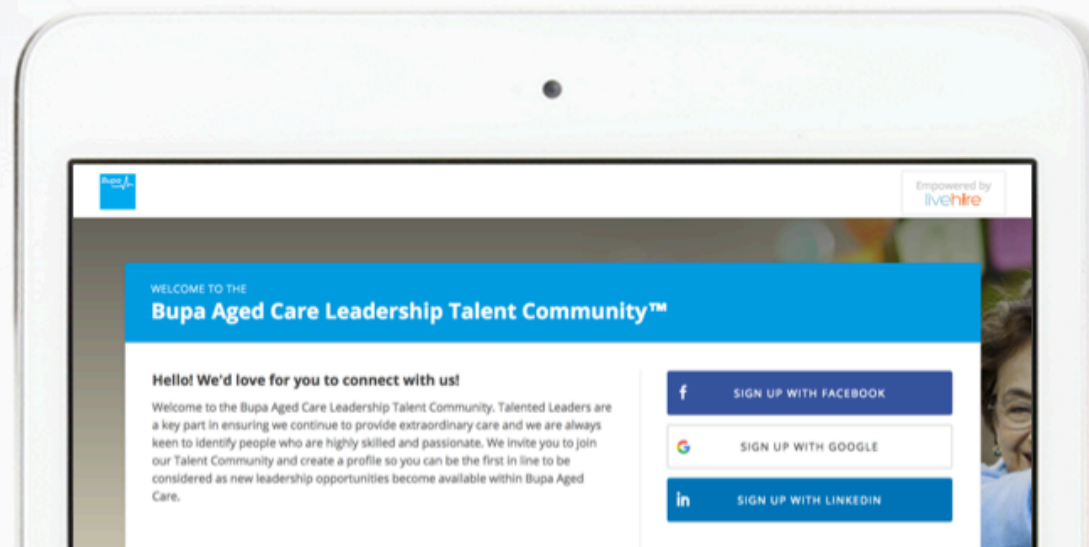 Bupa
Empowered by
livehire
WELCOME TO THE
Bupa Aged Care Leadership Talent Community™
Hello! We'd love for you to connect with us!
Welcome to the Bupa Aged Care Leadership Talent Community. Talented Leaders are
a key part in ensuring we continue to provide extraordinary care and we are always
keen to identify people who are highly skilled and passionate. We invite you to join
our Talent Community and create a profile so you can be the first in line to be
considered as new leadership opportunities become available within Bupa Aged
Care.
f SIGN UP WITH FACEBOOK
G SIGN UP WITH GOOGLE
in SIGN UP WITH LINKEDIN